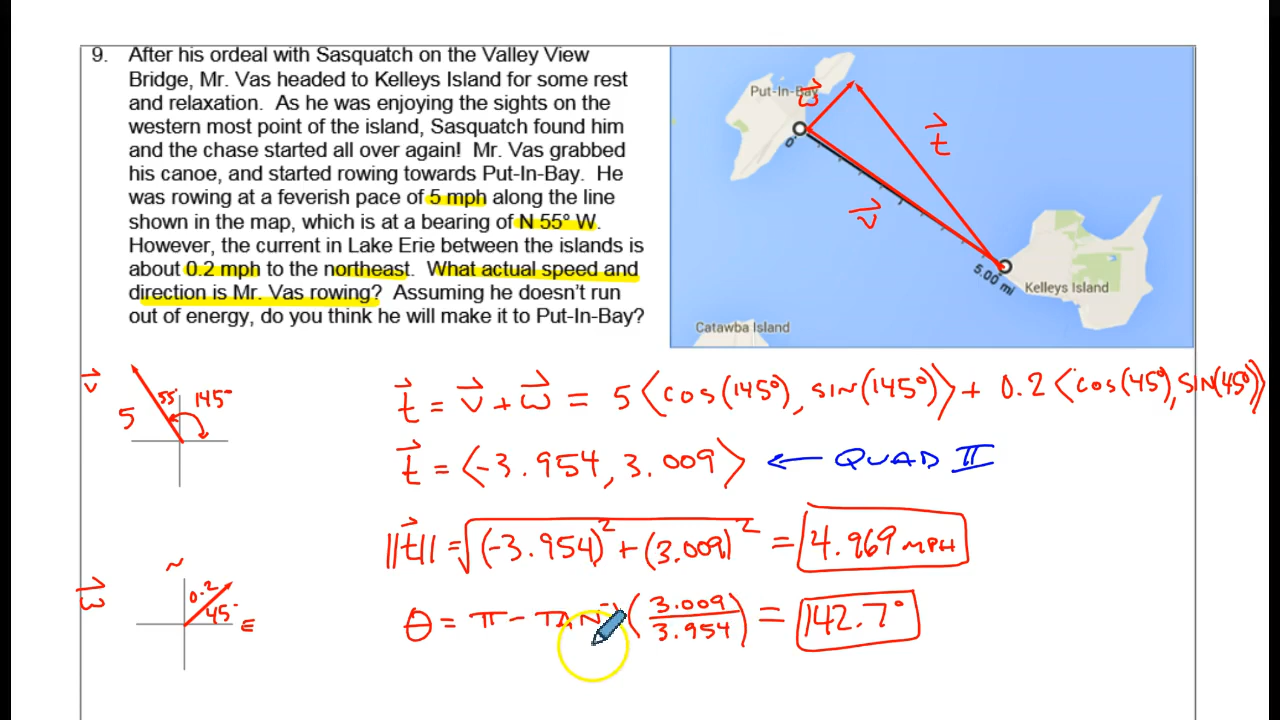 9. After his ordeal with Sasquatch on the Valley View
Bridge, Mr. Vas headed to Kelleys Island for some rest
and relaxation. As he was enjoying the sights on the
western most point of the island, Sasquatch found him
and the chase started all over again! Mr. Vas grabbed
his canoe, and started rowing towards Put-In-Bay. He
was rowing at a feverish pace of 5 mph along the line
shown in the map, which is at a bearing of N 55° W.
However, the current in Lake Erie between the islands is
about 0.2 mph to the northeast. What actual speed and
direction is Mr. Vas rowing? Assuming he doesn't run
out of energy, do you think he will make it to Put-In-Bay?
Put-In-Bay
w⃗
0
t⃗
v⃗
5.00 mi
Kelleys Island
Catawba Island
v⃗ 5 55° 145°
t⃗ = v⃗ + w⃗ = 5⟨cos(145°), sin(145°)⟩ + 0.2⟨cos(45°), sin(45°)⟩
t⃗ = ⟨-3.954, 3.009⟩ ← QUAD II
||t⃗|| = √(-3.954)² + (3.009)² = 4.969 MPH
w⃗ N 0.2 45° E
θ = π - TAN⁻¹(3.009/3.954) = 142.7°